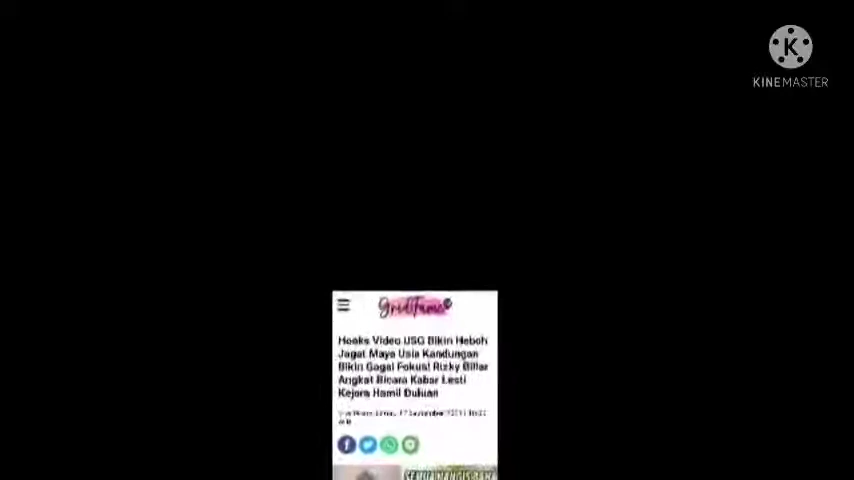 K
KINEMASTER
GridFame
Hoaks Video USG Bikin Heboh
Jagat Maya Usia Kandungan
Bikin Gagal Fokus! Rizky Billar
Angkat Bicara Kabar Lesti
Kejora Hamil Duluan